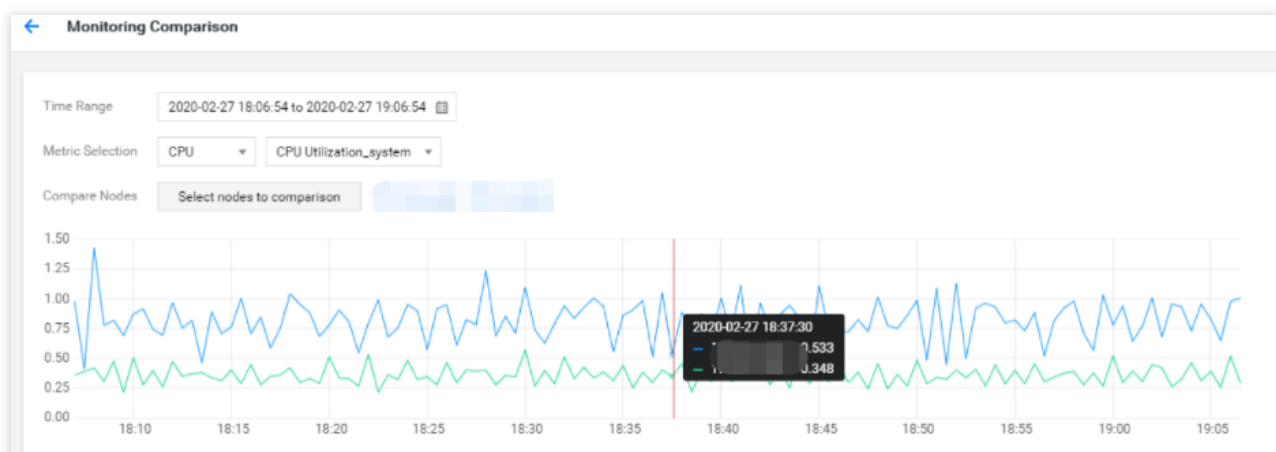 Monitoring Comparison
Time Range 2020-02-27 18:06:54 to 2020-02-27 19:06:54
Metric Selection CPU CPU Utilization_system
Compare Nodes Select nodes to comparison
1.50
1.25
1.00
0.75
0.50
0.25
0.00
2020-02-27 18:37:30
0.533
0.348
18:10 18:15 18:20 18:25 18:30 18:35 18:40 18:45 18:50 18:55 19:00 19:05